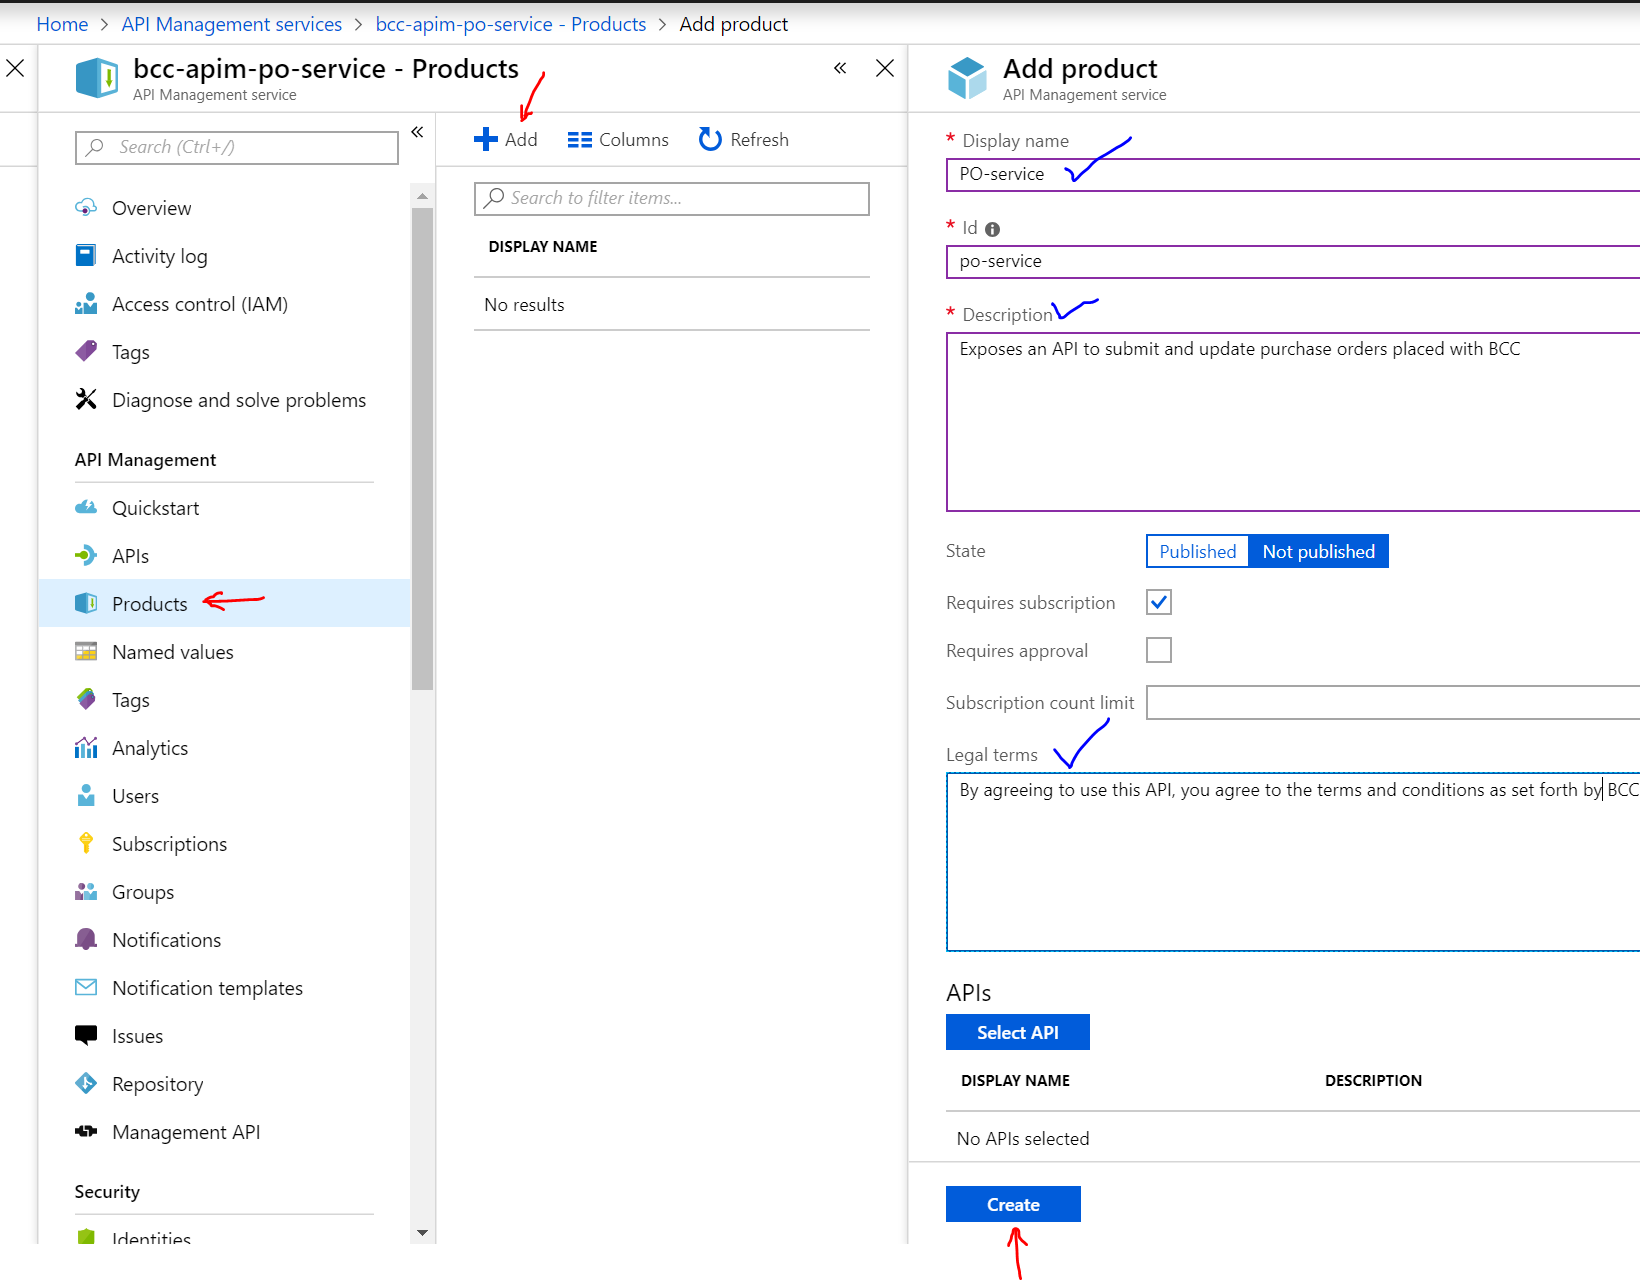 Home > API Management services > bcc-apim-po-service - Products > Add product
bcc-apim-po-service - Products
API Management service
Search (Ctrl+/)
Overview
Activity log
Access control (IAM)
Tags
Diagnose and solve problems
API Management
Quickstart
APIs
Products
Named values
Tags
Analytics
Users
Subscriptions
Groups
Notifications
Notification templates
Issues
Repository
Management API
Security
Identities
Add Columns Refresh
Search to filter items...
DISPLAY NAME
No results
Add product
API Management service
* Display name
PO-service
* Id
po-service
* Description
Exposes an API to submit and update purchase orders placed with BCC
State Published Not published
Requires subscription
Requires approval
Subscription count limit
Legal terms
By agreeing to use this API, you agree to the terms and conditions as set forth by BCC
APIs
Select API
DISPLAY NAME DESCRIPTION
No APIs selected
Create